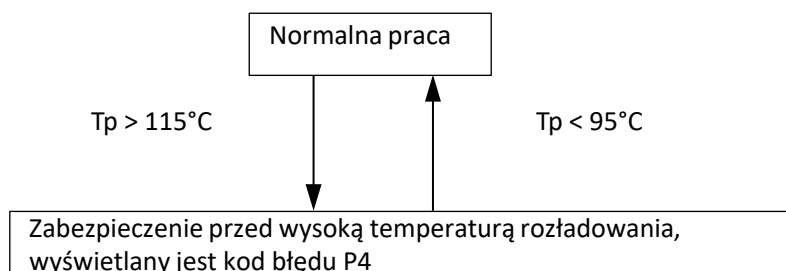 Normalna praca
Tp > 115°C
Tp < 95°C
Zabezpieczenie przed wysoką temperaturą rozładowania,
wyświetlany jest kod błędu P4